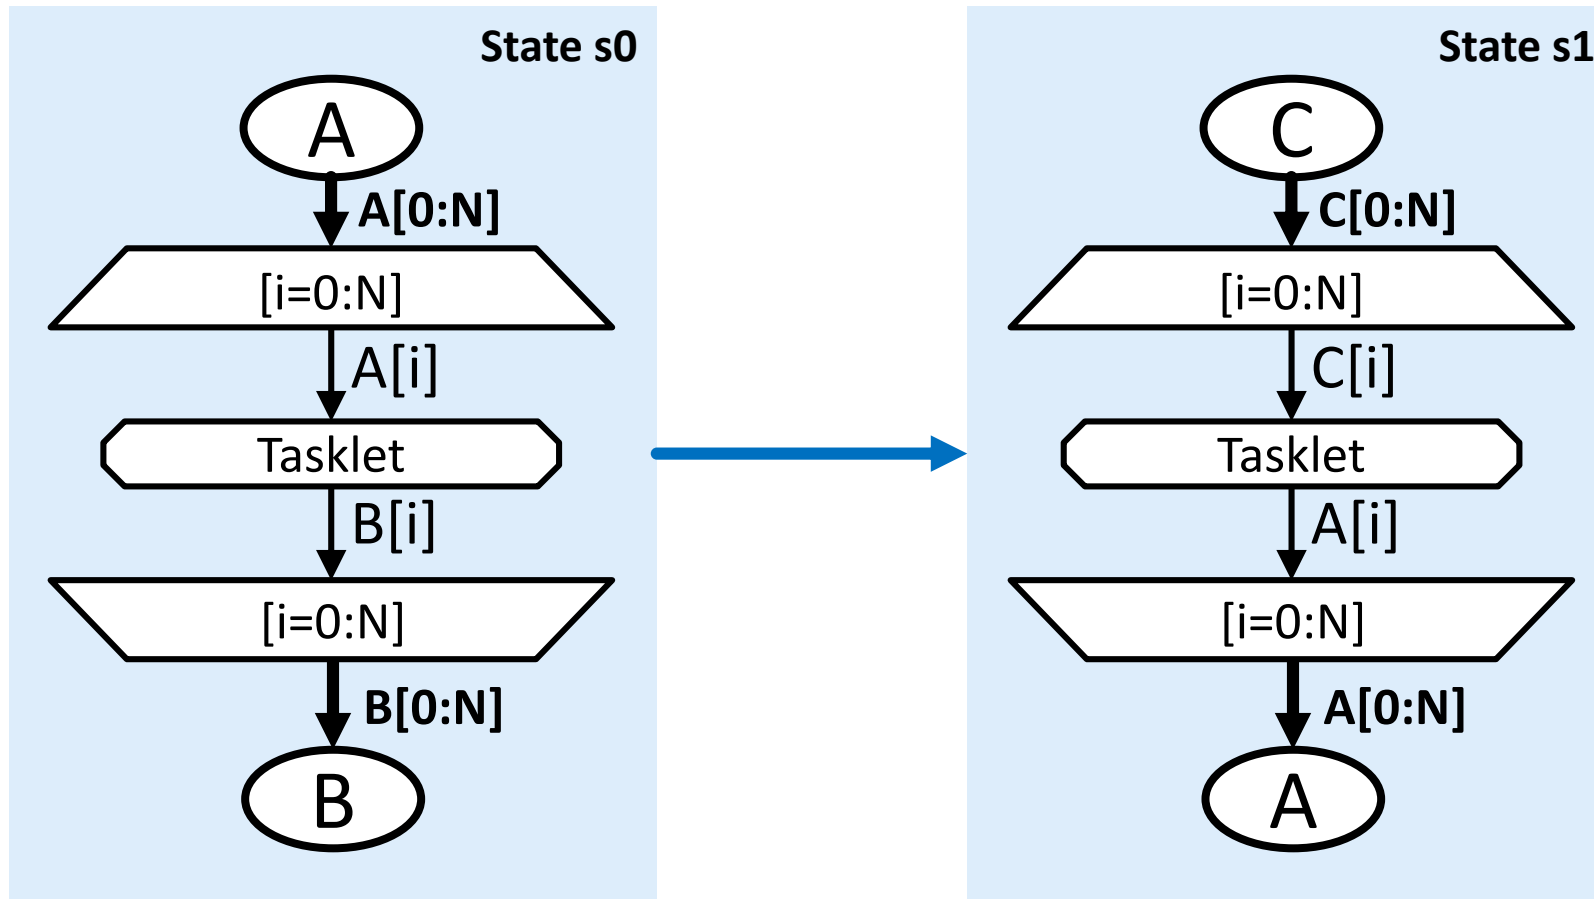 State s0
A
A[0:N]
[i=0:N]
A[i]
Tasklet
B[i]
[i=0:N]
B[0:N]
B
State s1
C
C[0:N]
[i=0:N]
C[i]
Tasklet
A[i]
[i=0:N]
A[0:N]
A